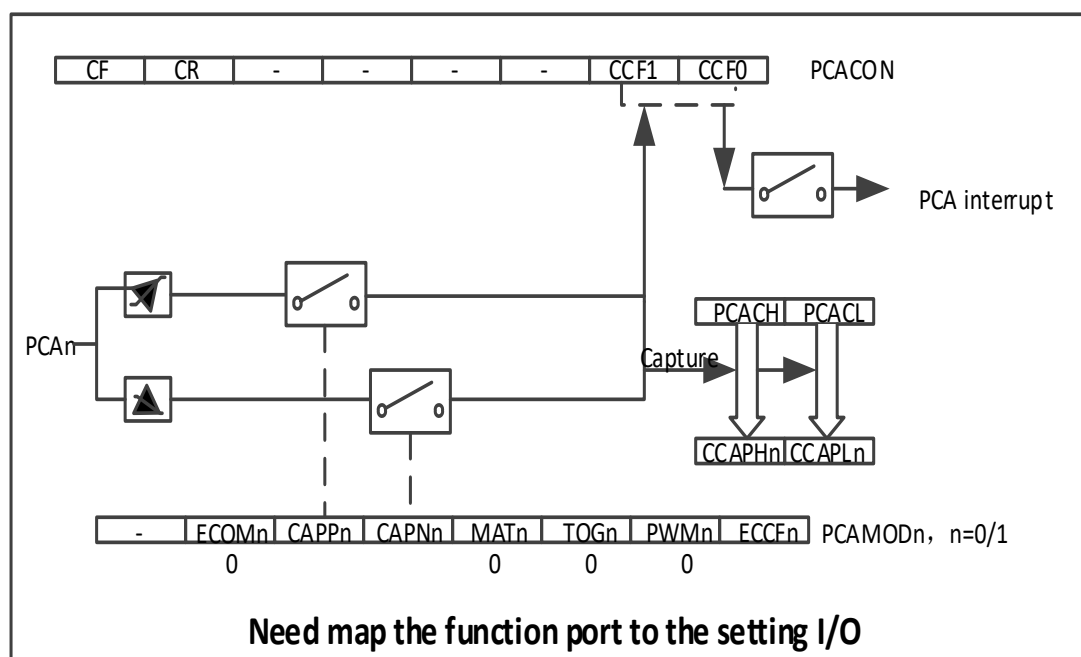 CF CR - - - - CCF1 CCF0 PCACON
PCA interrupt
PCACH PCACL
PCAn
Capture
CCAPHn CCAPLn
- ECOMn CAPPn CAPNn MATn TOGn PWMn ECCFn PCAMODn，n=0/1
0 0 0 0
Need map the function port to the setting I/O